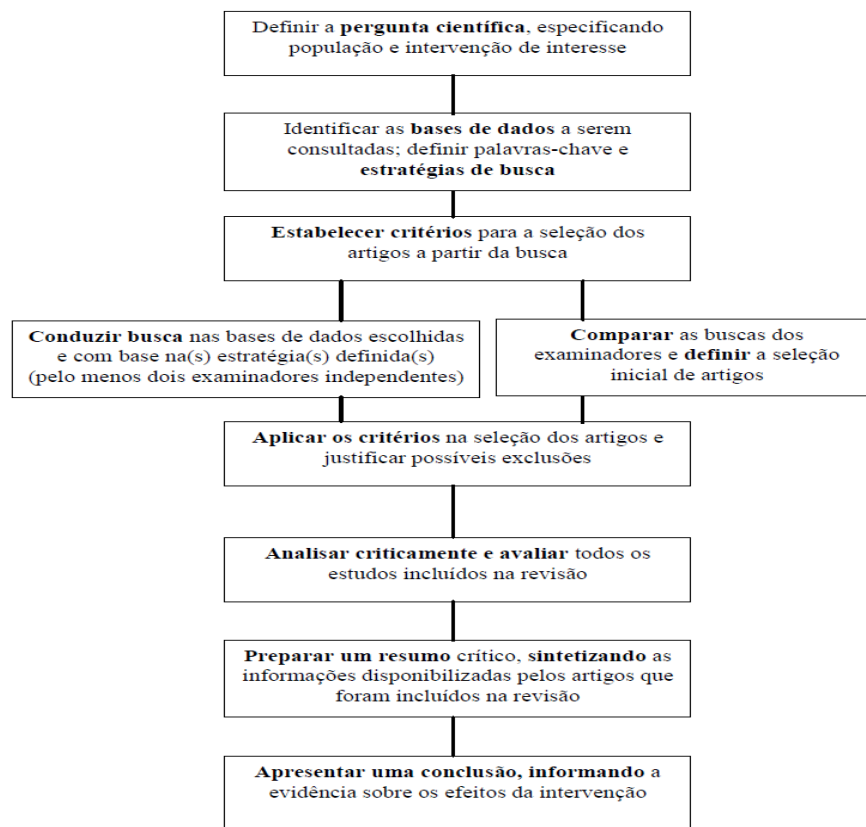 Definir a pergunta científica, especificando
população e intervenção de interesse
Identificar as bases de dados a serem
consultadas; definir palavras-chave e
estratégias de busca
Estabelecer critérios para a seleção dos
artigos a partir da busca
Conduzir busca nas bases de dados escolhidas
e com base na(s) estratégia(s) definida(s)
(pelo menos dois examinadores independentes)
Comparar as buscas dos
examinadores e definir a seleção
inicial de artigos
Aplicar os critérios na seleção dos artigos e
justificar possíveis exclusões
Analisar criticamente e avaliar todos os
estudos incluídos na revisão
Preparar um resumo crítico, sintetizando as
informações disponibilizadas pelos artigos que
foram incluídos na revisão
Apresentar uma conclusão, informando a
evidência sobre os efeitos da intervenção